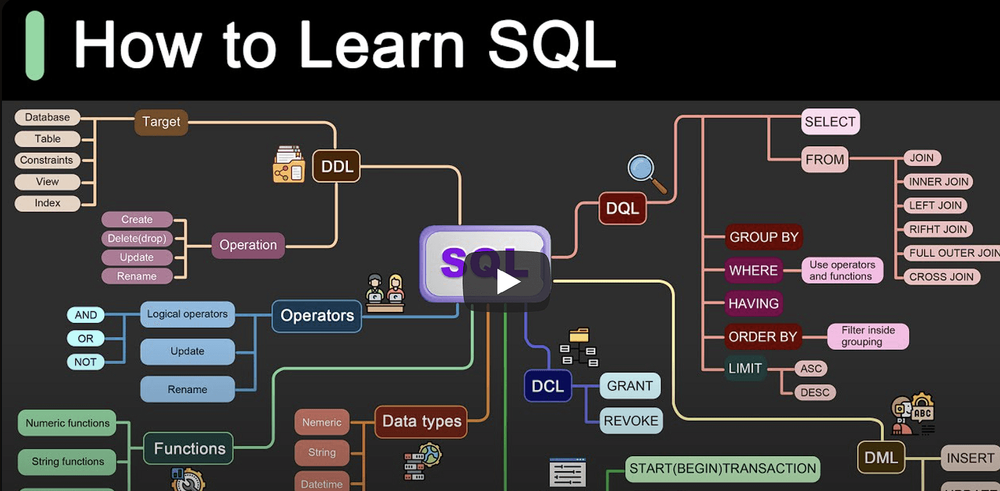 How to Learn SQL
Database
Table
Constraints
View
Index
Target
DDL
Create
Delete(drop)
Update
Rename
Operation
SQL
DQL
SELECT
FROM
JOIN
INNER JOIN
LEFT JOIN
RIFHT JOIN
FULL OUTER JOIN
CROSS JOIN
GROUP BY
WHERE
Use operators
and functions
HAVING
ORDER BY
Filter inside
grouping
LIMIT
ASC
DESC
AND
OR
NOT
Logical operators
Update
Rename
Operators
DCL
GRANT
REVOKE
Numeric functions
String functions
Functions
Nemeric
String
Datetime
Data types
START(BEGIN)TRANSACTION
ABC
DML
INSERT
UPDATE